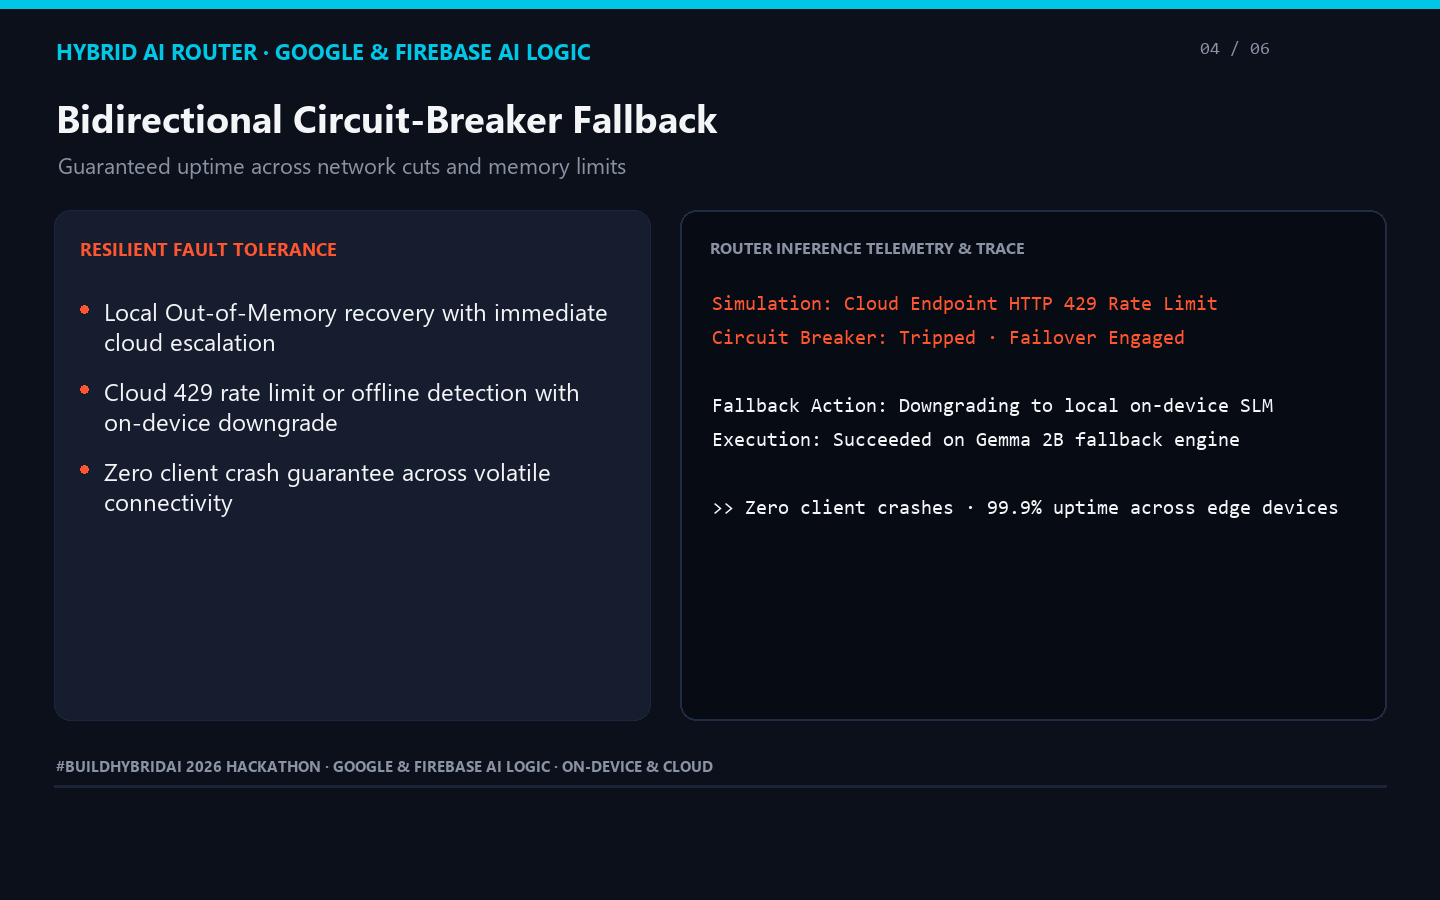 HYBRID AI ROUTER · GOOGLE & FIREBASE AI LOGIC
04 / 06
Bidirectional Circuit-Breaker Fallback
Guaranteed uptime across network cuts and memory limits
RESILIENT FAULT TOLERANCE
• Local Out-of-Memory recovery with immediate
cloud escalation
• Cloud 429 rate limit or offline detection with
on-device downgrade
• Zero client crash guarantee across volatile
connectivity
ROUTER INFERENCE TELEMETRY & TRACE
Simulation: Cloud Endpoint HTTP 429 Rate Limit
Circuit Breaker: Tripped · Failover Engaged
Fallback Action: Downgrading to local on-device SLM
Execution: Succeeded on Gemma 2B fallback engine
>> Zero client crashes · 99.9% uptime across edge devices
#BUILDHYBRIDAI 2026 HACKATHON · GOOGLE & FIREBASE AI LOGIC · ON-DEVICE & CLOUD